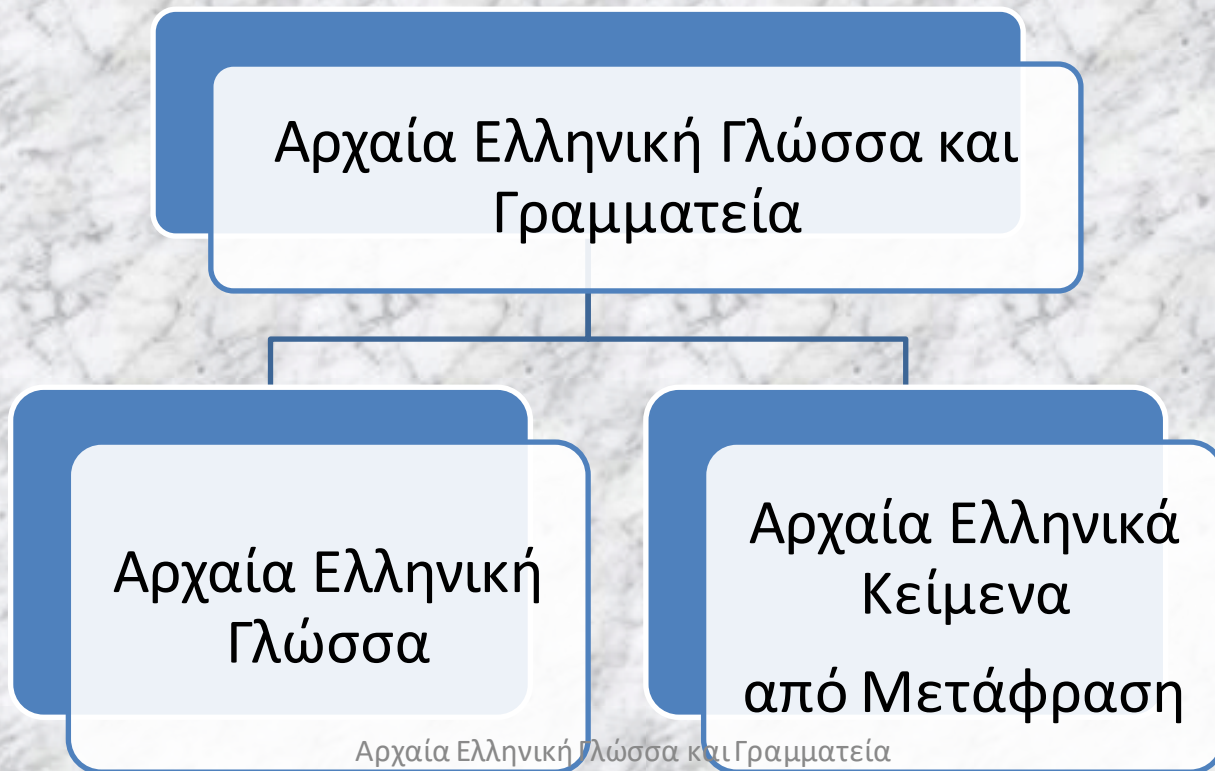 Αρχαία Ελληνική Γλώσσα και
Γραμματεία
Αρχαία Ελληνική
Γλώσσα
Αρχαία Ελληνικά
Κείμενα
από Μετάφραση
Αρχαία Ελληνική Γλώσσα και Γραμματεία